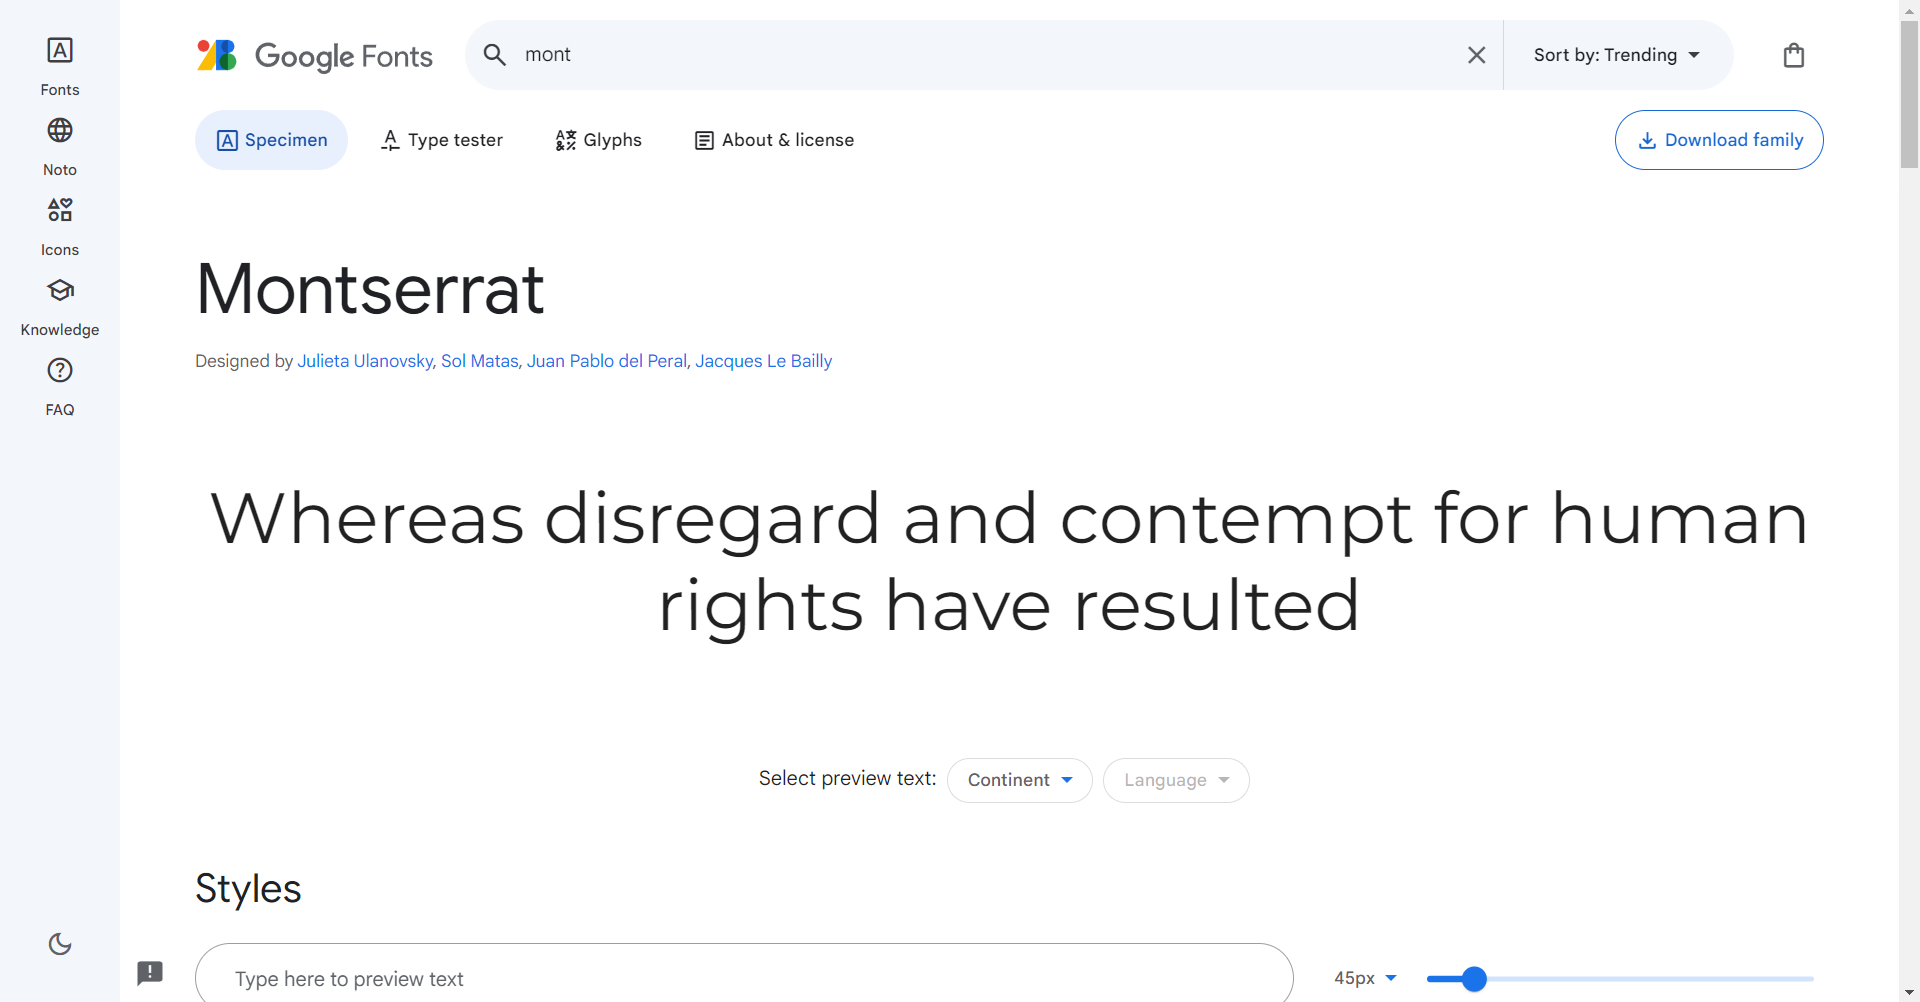 Fonts
Noto
Icons
Knowledge
FAQ
Google Fonts
mont
Sort by: Trending
Specimen
Type tester
Glyphs
About & license
Download family
Montserrat
Designed by Julieta Ulanovsky, Sol Matas, Juan Pablo del Peral, Jacques Le Bailly
Whereas disregard and contempt for human
rights have resulted
Select preview text:
Continent
Language
Styles
Type here to preview text
45px